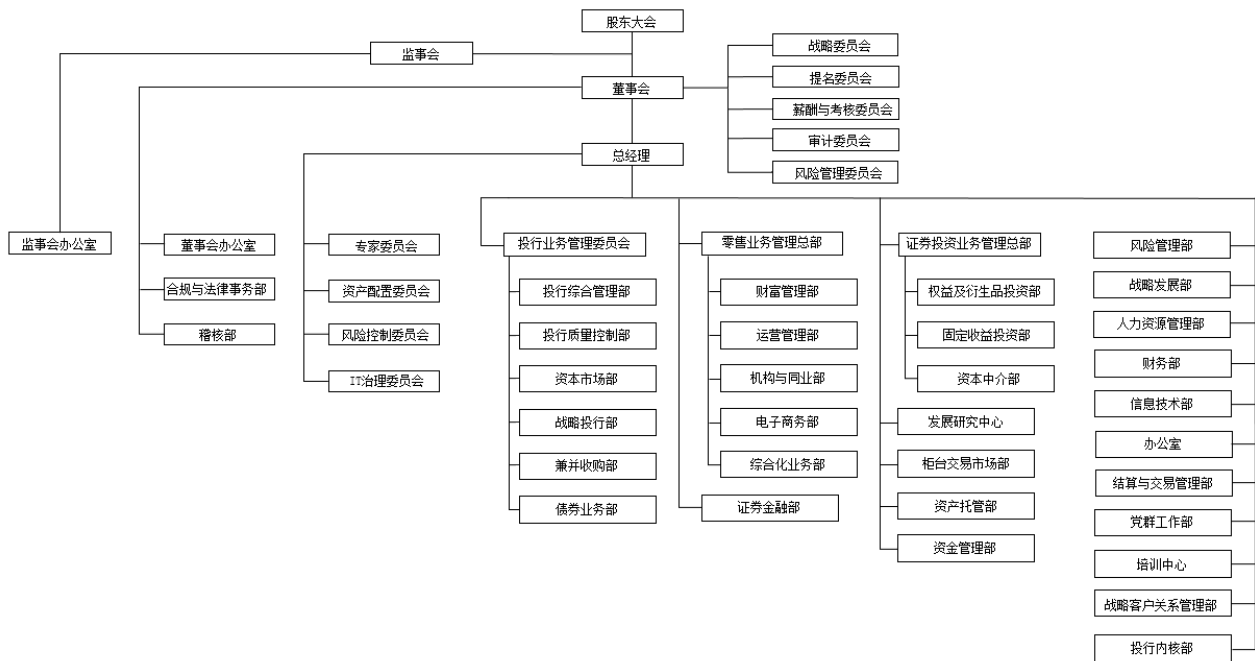 股东大会
监事会
董事会
战略委员会
提名委员会
薪酬与考核委员会
审计委员会
风险管理委员会
总经理
监事会办公室
董事会办公室
合规与法律事务部
稽核部
专家委员会
资产配置委员会
风险控制委员会
IT治理委员会
投行业务管理委员会
投行综合管理部
投行质量控制部
资本市场部
战略投行部
兼并收购部
债券业务部
零售业务管理总部
财富管理部
运营管理部
机构与同业部
电子商务部
综合化业务部
证券金融部
证券投资业务管理总部
权益及衍生品投资部
固定收益投资部
资本中介部
发展研究中心
柜台交易市场部
资产托管部
资金管理部
风险管理部
战略发展部
人力资源管理部
财务部
信息技术部
办公室
结算与交易管理部
党群工作部
培训中心
战略客户关系管理部
投行内核部